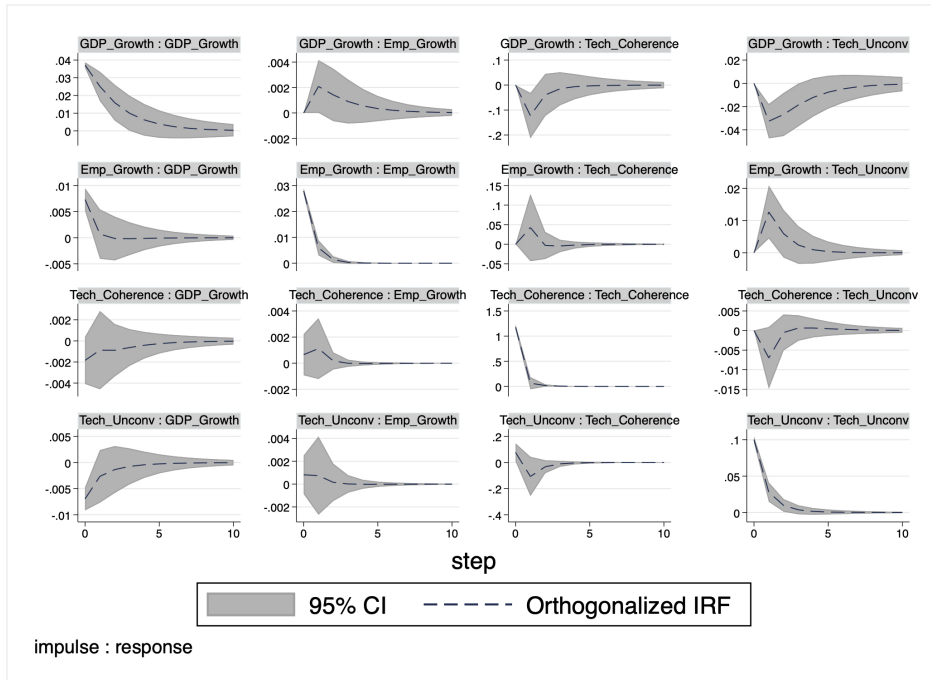 GDP_Growth : GDP_Growth
GDP_Growth : Emp_Growth
GDP_Growth : Tech_Coherence
GDP_Growth : Tech_Unconv
.04
.03
.02
.01
0
.004
.002
0
-.002
.1
0
-.1
-.2
.02
0
-.02
-.04
Emp_Growth : GDP_Growth
Emp_Growth : Emp_Growth
Emp_Growth : Tech_Coherence
Emp_Growth : Tech_Unconv
.01
.005
0
-.005
.03
.02
.01
0
.15
.1
.05
0
-.05
.02
.01
0
Tech_Coherence : GDP_Growth
Tech_Coherence : Emp_Growth
Tech_Coherence : Tech_Coherence
Tech_Coherence : Tech_Unconv
.002
0
-.002
-.004
.004
.002
0
-.002
1.5
1
.5
0
.005
0
-.005
-.01
-.015
Tech_Unconv : GDP_Growth
Tech_Unconv : Emp_Growth
Tech_Unconv : Tech_Coherence
Tech_Unconv : Tech_Unconv
.005
0
-.005
-.01
.004
.002
0
-.002
.2
0
-.2
-.4
.1
.05
0
0 5 10
0 5 10
0 5 10
0 5 10
step
95% CI
Orthogonalized IRF
impulse : response